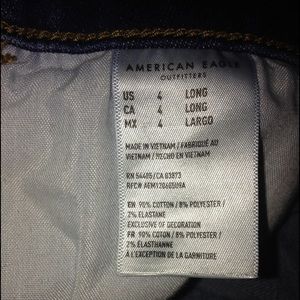 AMERICAN EAGLE
OUTFITTERS
US 4 LONG
CA 4 LONG
MX 4 LARGO
MADE IN VIETNAM / FABRIQUÉ AU
VIETNAM / HECHO EN VIETNAM
RN 54485/CA 03873
RFC# AEM1206050BA
EN 90% COTTON / 8% POLYESTER /
2% ELASTANE
EXCLUSIVE OF DECORATION
FR 90% COTON / 8% POLYESTER /
2% ÉLASTHANNE
À L'EXCEPTION DE LA GARNITURE